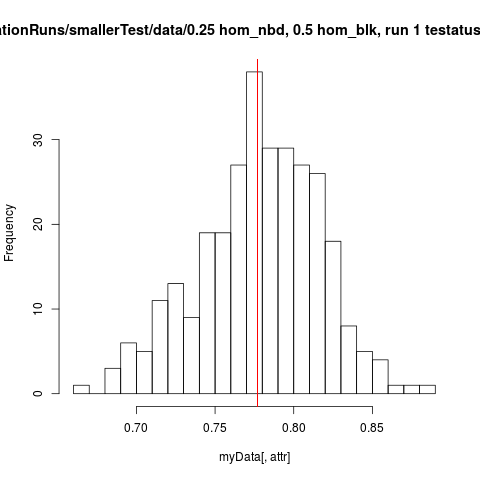 ationRuns/smallerTest/data/0.25 hom_nbd, 0.5 hom_blk, run 1 testatus
Frequency
30
20
10
0
0.70 0.75 0.80 0.85
myData[, attr]